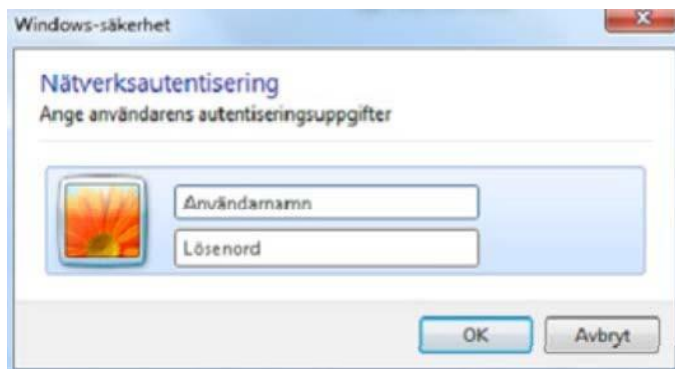 Windows-säkerhet
Nätverksautentisering
Ange användarens autentiseringsuppgifter
Användarnamn
Lösenord
OK
Avbryt